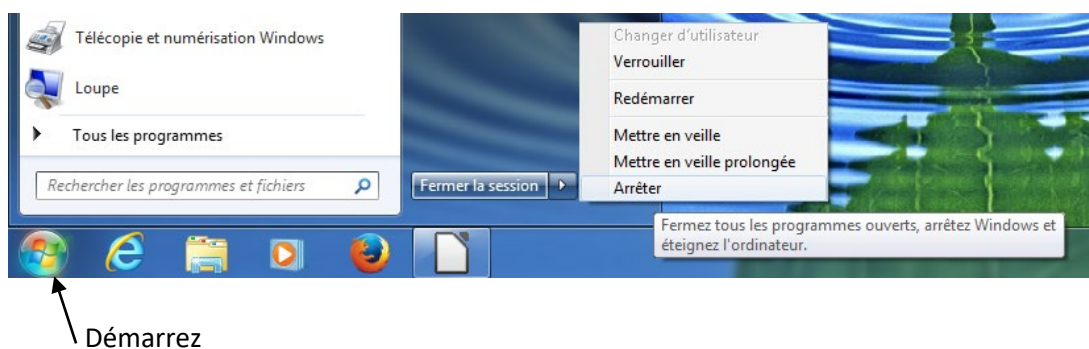 Télécopie et numérisation Windows
Loupe
Tous les programmes
Rechercher les programmes et fichiers
Fermer la session
Changer d'utilisateur
Verrouiller
Redémarrer
Mettre en veille
Mettre en veille prolongée
Arrêter
Fermez tous les programmes ouverts, arrêtez Windows et
éteignez l'ordinateur.
Démarrez